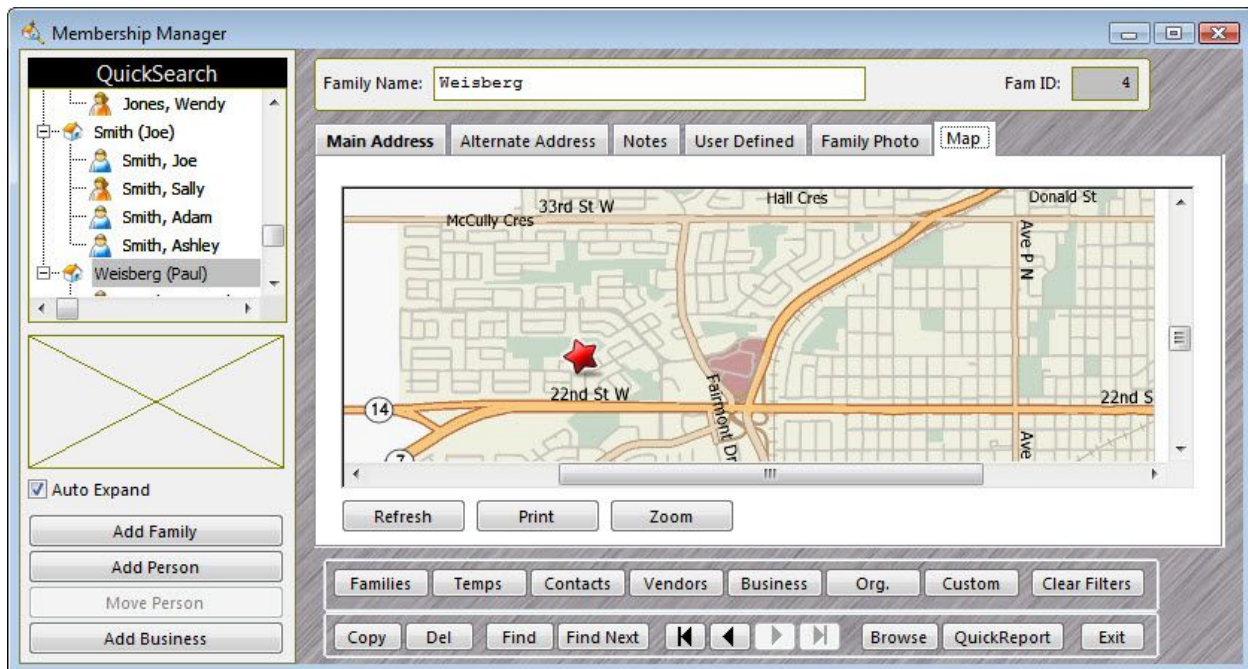 Membership Manager
QuickSearch
Jones, Wendy
Smith (Joe)
Smith, Joe
Smith, Sally
Smith, Adam
Smith, Ashley
Weisberg (Paul)
Auto Expand
Add Family
Add Person
Move Person
Add Business
Family Name: Weisberg Fam ID: 4
Main Address Alternate Address Notes User Defined Family Photo Map
33rd St W Hall Cres Donald St
McCully Cres
Ave P N
22nd St W 22nd S
14
Fairmont Dr
Ave
7
Refresh Print Zoom
Families Temps Contacts Vendors Business Org. Custom Clear Filters
Copy Del Find Find Next Browse QuickReport Exit